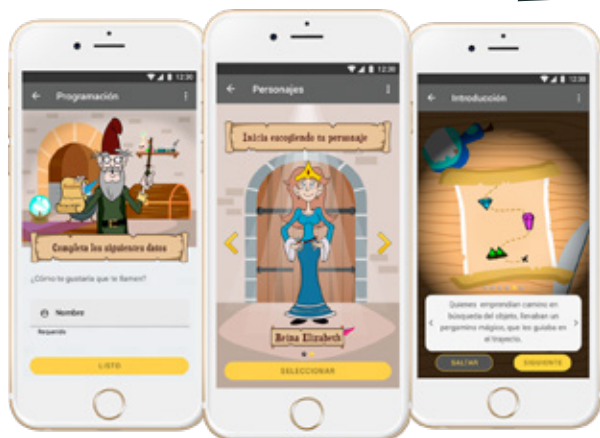 12:30
Programación
Completa los siguientes datos
¿Cómo te gustaría que te llamen?
Nombre
Requerido
LISTO
12:30
Personajes
Inicia escogiendo tu personaje
Reina Elizabeth
SELECCIONAR
12:30
Introducción
Quienes emprendían camino en
búsqueda del objeto, llevaban un
pergamino mágico, que les guiaba en
el trayecto.
SALTAR
SIGUIENTE